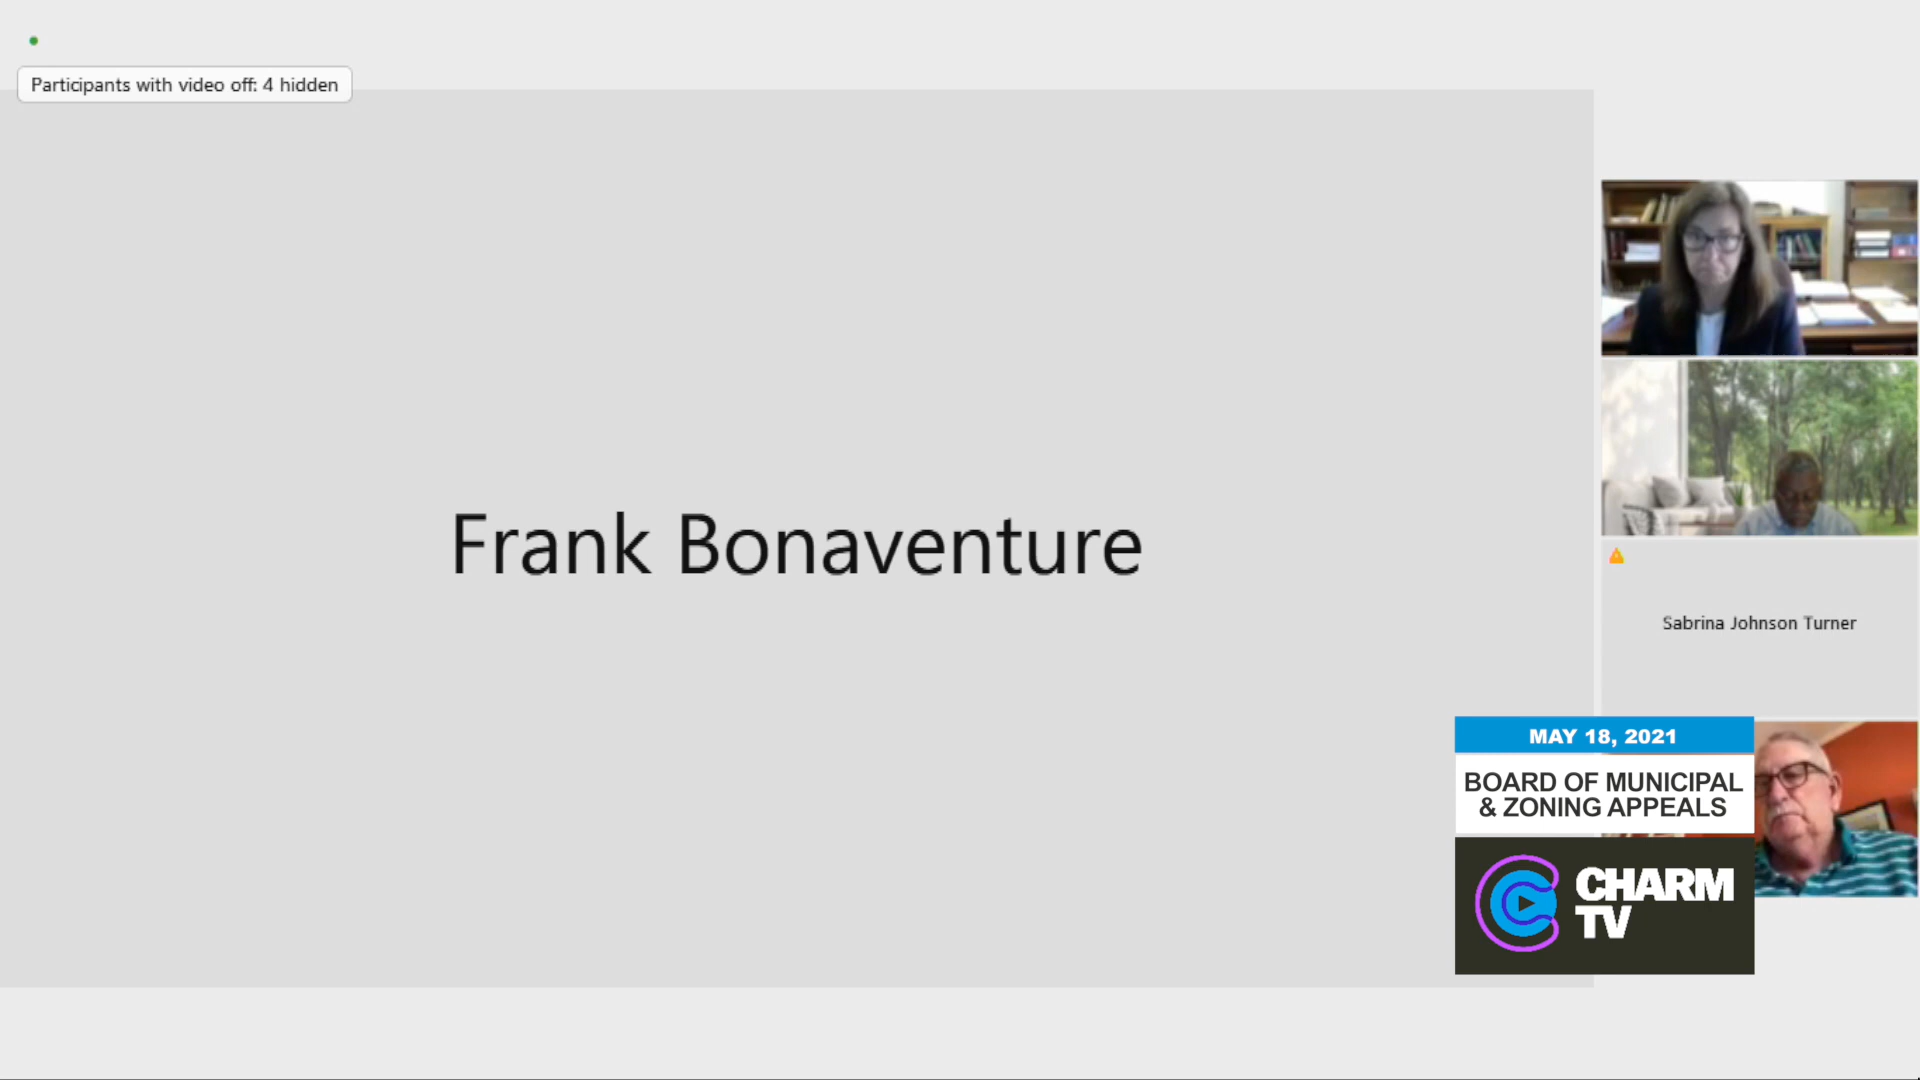 Participants with video off: 4 hidden
Frank Bonaventure
Sabrina Johnson Turner
MAY 18, 2021
BOARD OF MUNICIPAL
& ZONING APPEALS
CHARM
TV